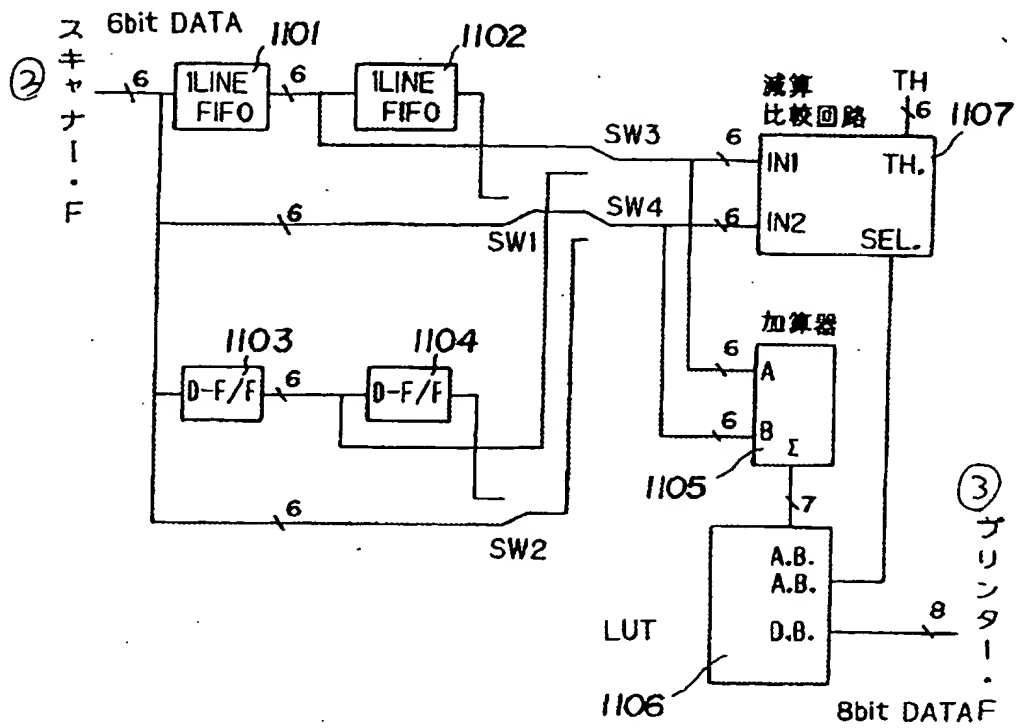 6bit DATA
スキャナー・F
②
6
1LINE
FIFO
1101
6
1LINE
FIFO
1102
SW3
減算
比較回路
TH
6
1107
6
IN1
TH.
6
IN2
SEL.
6
SW1
SW4
1103
D-F/F
6
1104
D-F/F
加算器
6
A
6
B
Σ
1105
7
6
SW2
A.B.
A.B.
D.B.
LUT
1106
8
③
プリンター・F
8bit DATA